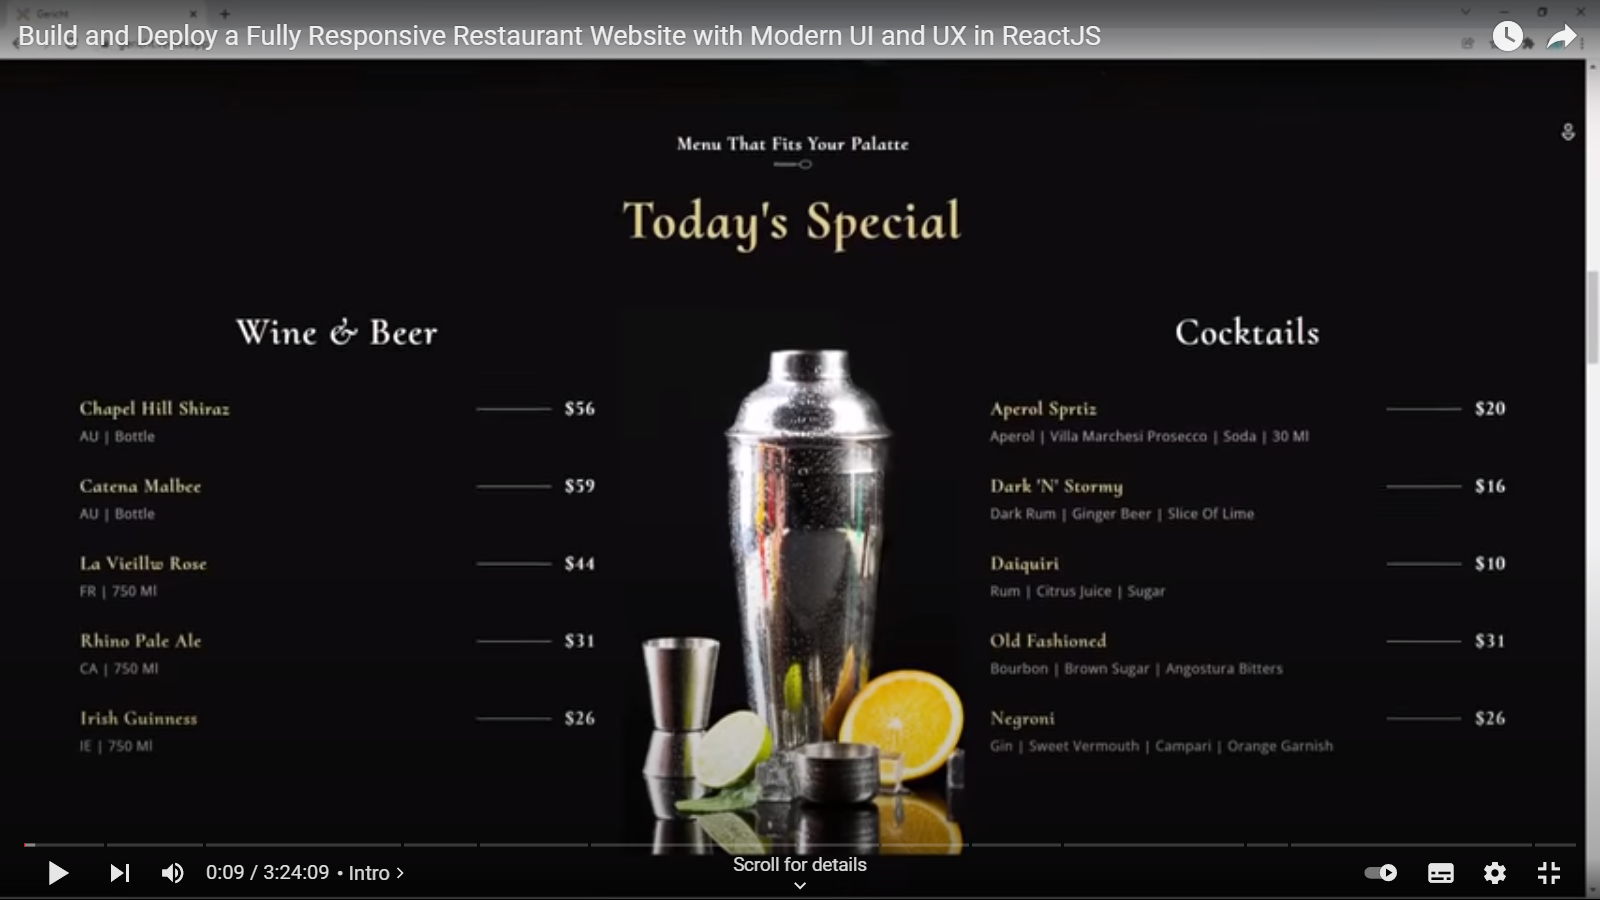 Gericht
Build and Deploy a Fully Responsive Restaurant Website with Modern UI and UX in ReactJS
Menu That Fits Your Palatte
Today's Special
Wine & Beer
Chapel Hill Shiraz $56
AU | Bottle
Catena Malbee $59
AU | Bottle
La Vieillw Rose $44
FR | 750 Ml
Rhino Pale Ale $31
CA | 750 Ml
Irish Guinness $26
IE | 750 Ml
Cocktails
Aperol Sprtiz $20
Aperol | Villa Marchesi Prosecco | Soda | 30 Ml
Dark 'N' Stormy $16
Dark Rum | Ginger Beer | Slice Of Lime
Daiquiri $10
Rum | Citrus Juice | Sugar
Old Fashioned $31
Bourbon | Brown Sugar | Angostura Bitters
Negroni $26
Gin | Sweet Vermouth | Campari | Orange Garnish
0:09 / 3:24:09 • Intro
Scroll for details